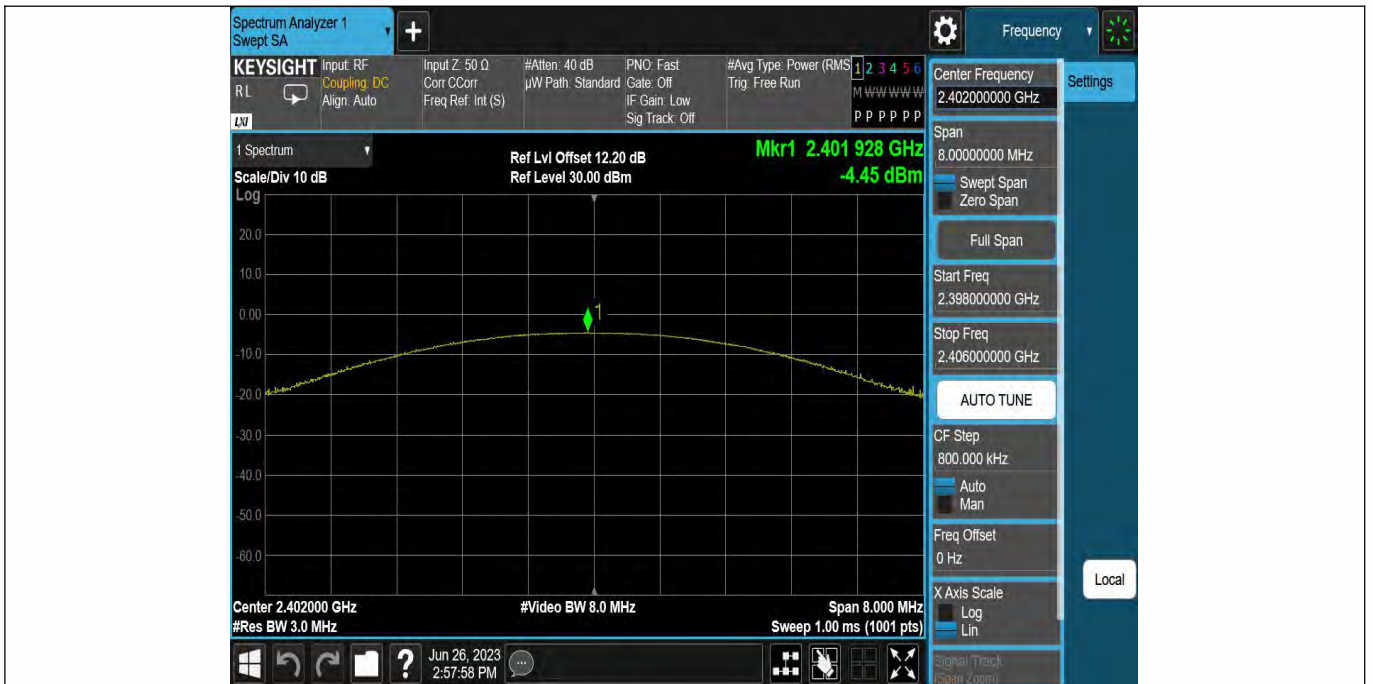 Spectrum Analyzer 1
Swept SA
+
Frequency
KEYSIGHT
RL
LXI
Input: RF
Coupling: DC
Align: Auto
Input Z: 50 Ω
Corr CCorr
Freq Ref: Int (S)
#Atten: 40 dB
µW Path: Standard
PNO: Fast
Gate: Off
IF Gain: Low
Sig Track: Off
#Avg Type: Power (RMS
Trig: Free Run
1 2 3 4 5 6
M W W W W W
P P P P P P
1 Spectrum
Scale/Div 10 dB
Ref Lvl Offset 12.20 dB
Ref Level 30.00 dBm
Mkr1 2.401 928 GHz
-4.45 dBm
Log
20.0
10.0
0.00
-10.0
-20.0
-30.0
-40.0
-50.0
-60.0
1
Center 2.402000 GHz
#Res BW 3.0 MHz
#Video BW 8.0 MHz
Span 8.000 MHz
Sweep 1.00 ms (1001 pts)
Jun 26, 2023
2:57:58 PM
Center Frequency
2.402000000 GHz
Settings
Span
8.00000000 MHz
Swept Span
Zero Span
Full Span
Start Freq
2.398000000 GHz
Stop Freq
2.406000000 GHz
AUTO TUNE
CF Step
800.000 kHz
Auto
Man
Freq Offset
0 Hz
Local
X Axis Scale
Log
Lin
Signal Track
(Span Zoom)